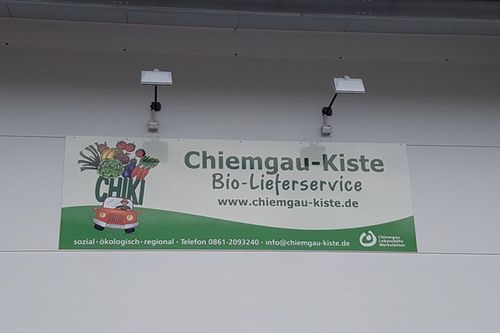 CHIKI
Chiemgau-Kiste
Bio-Lieferservice
www.chiemgau-kiste.de
sozial · ökologisch · regional · Telefon 0861-2093240 · info@chiemgau-kiste.de
Chiemgau
Lebenshilfe
Werkstätten